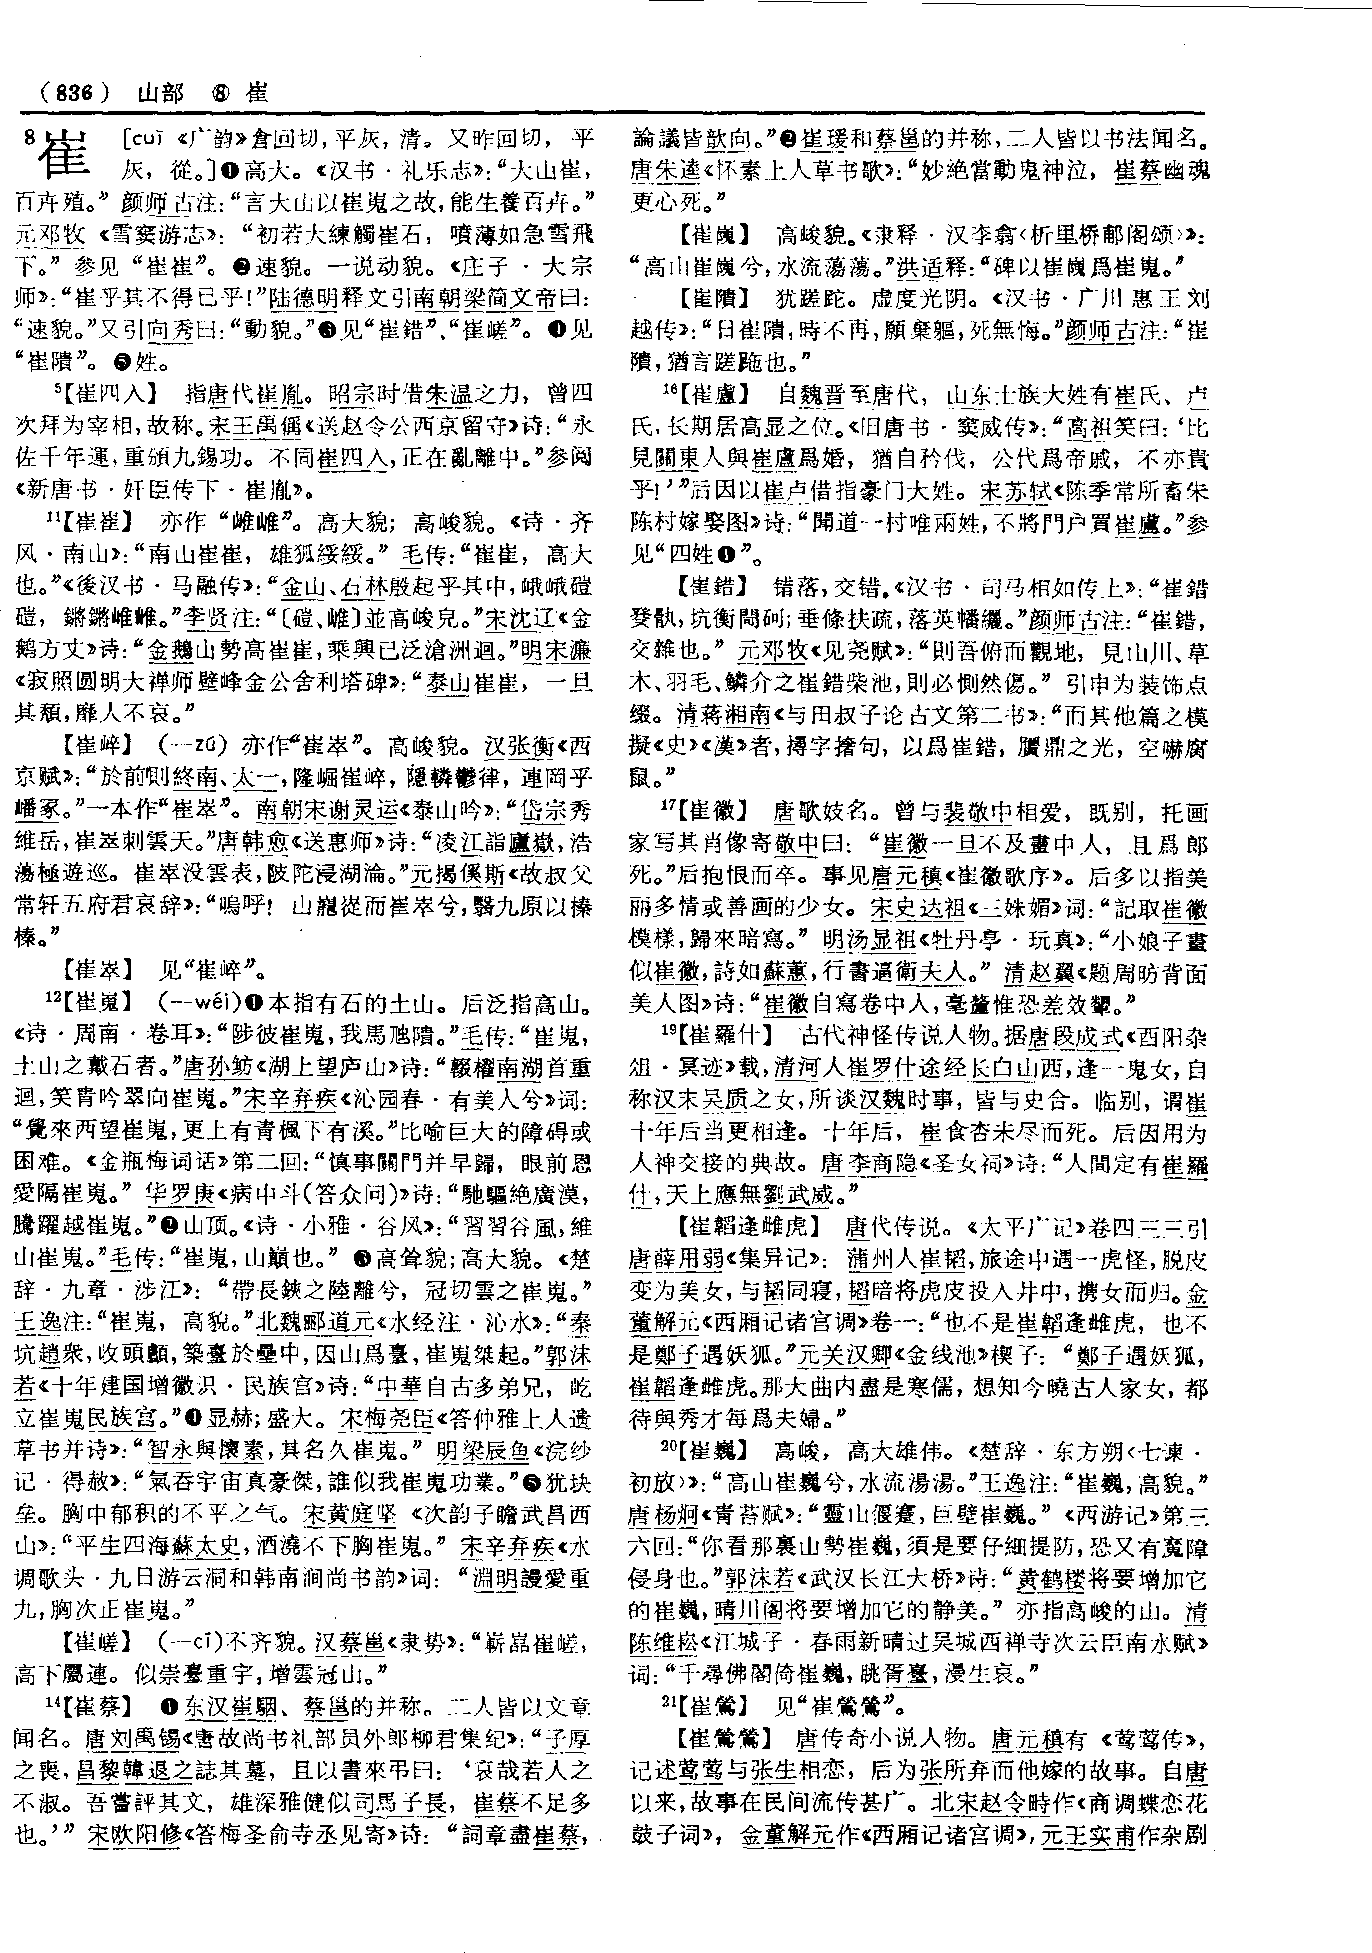 （836） 山部 ⑧ 崔
8崔 [cuī《广韵》倉回切，平灰，清。又昨回切，平
灰，從。]❶高大。《汉书·礼乐志》：“大山崔，
百卉殖。”颜师古注：“言大山以崔嵬之故，能生養百卉。”
元邓牧《雪窦游志》：“初若大練觸崔石，噴薄如急雪飛
下。”参见“崔崔”。❷速貌。一说动貌。《庄子·大宗
师》：“崔乎其不得已乎！”陆德明释文引南朝梁简文帝曰：
“速貌。”又引向秀曰：“動貌。”❸见“崔錯”、“崔嵯”。❹见
“崔隤”。❺姓。
5【崔四入】 指唐代崔胤。昭宗时借朱温之力，曾四
次拜为宰相，故称。宋王禹偁《送赵令公西京留守》诗：“永
佐千年運，重頒九錫功。不同崔四入，正在亂離中。”参阅
《新唐书·奸臣传下·崔胤》。
11【崔崔】 亦作“嶉嶉”。高大貌；高峻貌。《诗·齐
风·南山》：“南山崔崔，雄狐綏綏。”毛传：“崔崔，高大
也。”《後汉书·马融传》：“金山、石林殷起乎其中，峨峨磑
磑，鏘鏘嶉嶉。”李贤注：“〔磑、嶉〕並高峻皃。”宋沈辽《金
鹅方丈》诗：“金鵝山勢高崔崔，乘興已泛滄洲迴。”明宋濂
《寂照圆明大禅师壁峰金公舍利塔碑》：“泰山崔崔，一旦
其頹，靡人不哀。”
【崔崒】 （—zú）亦作“崔崪”。高峻貌。汉张衡《西
京赋》：“於前則終南、太一，隆崛崔崒，隱轔鬱律，連岡乎
嶓冢。”一本作“崔崪”。南朝宋谢灵运《泰山吟》：“岱宗秀
维岳，崔崪刺雲天。”唐韩愈《送惠师》诗：“凌江詣廬嶽，浩
蕩極遊巡。崔崒没雲表，陂陀浸湖淪。”元揭傒斯《故叔父
常轩五府君哀辞》：“嗚呼！山巃嵸而崔崒兮，翳九原以榛
榛。”
【崔崪】 见“崔崒”。
12【崔嵬】 （—wéi）❶本指有石的土山。后泛指高山。
《诗·周南·卷耳》：“陟彼崔嵬，我馬虺隤。”毛传：“崔嵬，
土山之戴石者。”唐孙鲂《湖上望庐山》诗：“輟櫂南湖首重
迴，笑青吟翠向崔嵬。”宋辛弃疾《沁园春·有美人兮》词：
“覺來西望崔嵬，更上有青楓下有溪。”比喻巨大的障碍或
困难。《金瓶梅词话》第二回：“慎事關門并早歸，眼前恩
愛隔崔嵬。”华罗庚《病中斗（答众问）》诗：“馳驅絶廣漠，
騰躍越崔嵬。”❷山顶。《诗·小雅·谷风》：“習習谷風，維
山崔嵬。”毛传：“崔嵬，山巔也。”❸高耸貌；高大貌。《楚
辞·九章·涉江》：“帶長鋏之陸離兮，冠切雲之崔嵬。”
王逸注：“崔嵬，高貌。”北魏郦道元《水经注·沁水》：“秦
坑趙衆，收頭顱，築臺於壘中，因山爲臺，崔嵬桀起。”郭沫
若《十年建国增徽识·民族宫》诗：“中華自古多弟兄，屹
立崔嵬民族宫。”❹显赫；盛大。宋梅尧臣《答仲雅上人遗
草书并诗》：“智永與懷素，其名久崔嵬。”明梁辰鱼《浣纱
记·得赦》：“氣吞宇宙真豪傑，誰似我崔嵬功業。”❺犹块
垒。胸中郁积的不平之气。宋黄庭坚《次韵子瞻武昌西
山》：“平生四海蘇太史，酒澆不下胸崔嵬。”宋辛弃疾《水
调歌头·九日游云洞和韩南涧尚书韵》词：“淵明謾愛重
九，胸次正崔嵬。”
【崔嵯】 （—cī）不齐貌。汉蔡邕《隶势》：“嶄嵓崔嵯，
高下屬連。似崇臺重宇，增雲冠山。”
14【崔蔡】 ❶东汉崔駰、蔡邕的并称。二人皆以文章
闻名。唐刘禹锡《唐故尚书礼部员外郎柳君集纪》：“子厚
之喪，昌黎韓退之誌其墓，且以書來弔曰：‘哀哉若人之
不淑。吾嘗評其文，雄深雅健似司馬子長，崔蔡不足多
也。’”宋欧阳修《答梅圣俞寺丞见寄》诗：“詞章盡崔蔡，
論議皆歆向。”❷崔瑗和蔡邕的并称，二人皆以书法闻名。
唐朱逵《怀素上人草书歌》：“妙絶當動鬼神泣，崔蔡幽魂
更心死。”
【崔巍】 高峻貌。《隶释·汉李翕〈析里桥郙阁颂〉》：
“高山崔巍兮，水流蕩蕩。”洪适释：“碑以崔巍爲崔嵬。”
【崔隤】 犹蹉跎。虚度光阴。《汉书·广川惠王刘
越传》：“日崔隤，時不再，願棄軀，死無悔。”颜师古注：“崔
隤，猶言蹉跎也。”
16【崔盧】 自魏晋至唐代，山东士族大姓有崔氏、卢
氏，长期居高显之位。《旧唐书·窦威传》：“高祖笑曰：‘比
見關東人與崔盧爲婚，猶自矜伐，公代爲帝戚，不亦貴
乎！’”后因以崔卢借指豪门大姓。宋苏轼《陈季常所畜朱
陈村嫁娶图》诗：“聞道一村唯兩姓，不將門户買崔盧。”参
见“四姓❶”。
【崔錯】 错落，交错。《汉书·司马相如传上》：“崔錯
癹骫，坑衡閜砢；垂條扶疏，落英幡纚。”颜师古注：“崔錯，
交雜也。”元邓牧《见尧赋》：“則吾俯而觀地，見山川、草
木、羽毛、鱗介之崔錯柴池，則必惻然傷。”引申为装饰点
缀。清蒋湘南《与田叔子论古文第二书》：“而其他篇之模
擬《史》《漢》者，撏字撦句，以爲崔錯，贋鼎之光，空嚇腐
鼠。”
17【崔徽】 唐歌妓名。曾与裴敬中相爱，既别，托画
家写其肖像寄敬中曰：“崔徽一旦不及畫中人，且爲郎
死。”后抱恨而卒。事见唐元稹《崔徽歌序》。后多以指美
丽多情或善画的少女。宋史达祖《三姝媚》词：“記取崔徽
模樣，歸來暗寫。”明汤显祖《牡丹亭·玩真》：“小娘子畫
似崔徽，詩如蘇蕙，行書逼衛夫人。”清赵翼《题周昉背面
美人图》诗：“崔徽自寫卷中人，毫釐惟恐差效顰。”
19【崔羅什】 古代神怪传说人物。据唐段成式《酉阳杂
俎·冥迹》载，清河人崔罗什途经长白山西，逢一鬼女，自
称汉末吴质之女，所谈汉魏时事，皆与史合。临别，谓崔
十年后当更相逢。十年后，崔食杏未尽而死。后因用为
人神交接的典故。唐李商隐《圣女祠》诗：“人間定有崔羅
什，天上應無劉武威。”
【崔韜逢雌虎】 唐代传说。《太平广记》卷四三三引
唐薛用弱《集异记》：蒲州人崔韬，旅途中遇一虎怪，脱皮
变为美女，与韬同寝，韬暗将虎皮投入井中，携女而归。金
董解元《西厢记诸宫调》卷一：“也不是崔韜逢雌虎，也不
是鄭子遇妖狐。”元关汉卿《金线池》楔子：“鄭子遇妖狐，
崔韜逢雌虎。那大曲内盡是寒儒，想知今曉古人家女，都
待與秀才每爲夫婦。”
20【崔巍】 高峻，高大雄伟。《楚辞·东方朔〈七谏·
初放〉》：“高山崔巍兮，水流湯湯。”王逸注：“崔巍，高貌。”
唐杨炯《青苔赋》：“靈山偃蹇，巨壁崔巍。”《西游记》第三
六回：“你看那裏山勢崔巍，須是要仔細提防，恐又有魔障
侵身也。”郭沫若《武汉长江大桥》诗：“黄鹤楼将要增加它
的崔巍，晴川阁将要增加它的静美。”亦指高峻的山。清
陈维崧《江城子·春雨新晴过吴城西禅寺次云臣南水赋》
词：“千尋佛閣倚崔巍，眺胥臺，漫生哀。”
21【崔鶯】 见“崔鶯鶯”。
【崔鶯鶯】 唐传奇小说人物。唐元稹有《莺莺传》，
记述莺莺与张生相恋，后为张所弃而他嫁的故事。自唐
以来，故事在民间流传甚广。北宋赵令畤作《商调蝶恋花
鼓子词》，金董解元作《西厢记诸宫调》，元王实甫作杂剧